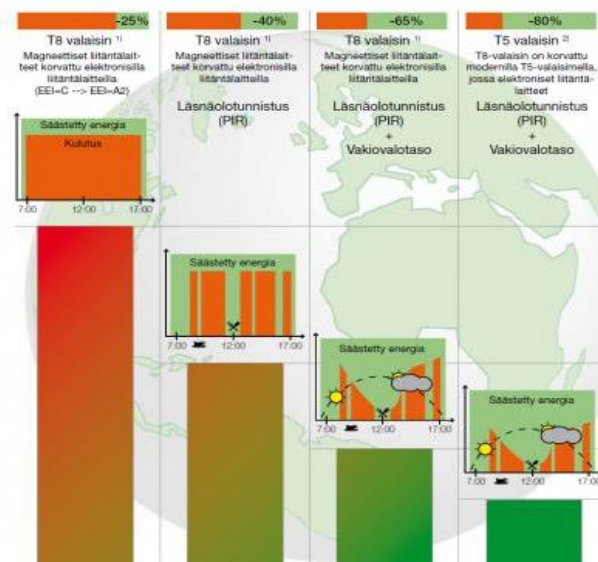 -25%
T8 valaisin 1)
Magneettiset liitäntälait-
teet korvattu elektronisilla
liitäntälaitteilla
(EEI=C --> EEI=A2)
Säästetty energia
Kulutus
7:00 12:00 17:00
-40%
T8 valaisin 1)
Magneettiset liitäntälait-
teet korvattu elektronisilla
liitäntälaitteilla
Läsnäolotunnistus
(PIR)
Säästetty energia
7:00 12:00 17:00
-65%
T8 valaisin 1)
Magneettiset liitäntälait-
teet korvattu elektronisilla
liitäntälaitteilla
Läsnäolotunnistus
(PIR)
+
Vakiovalotaso
Säästetty energia
7:00 12:00 17:00
-80%
T5 valaisin 2)
T8-valaisin on korvattu
modernilla T5-valaisimella,
jossa elektroniset liitäntä-
laitteet
Läsnäolotunnistus
(PIR)
+
Vakiovalotaso
Säästetty energia
7:00 12:00 17:00